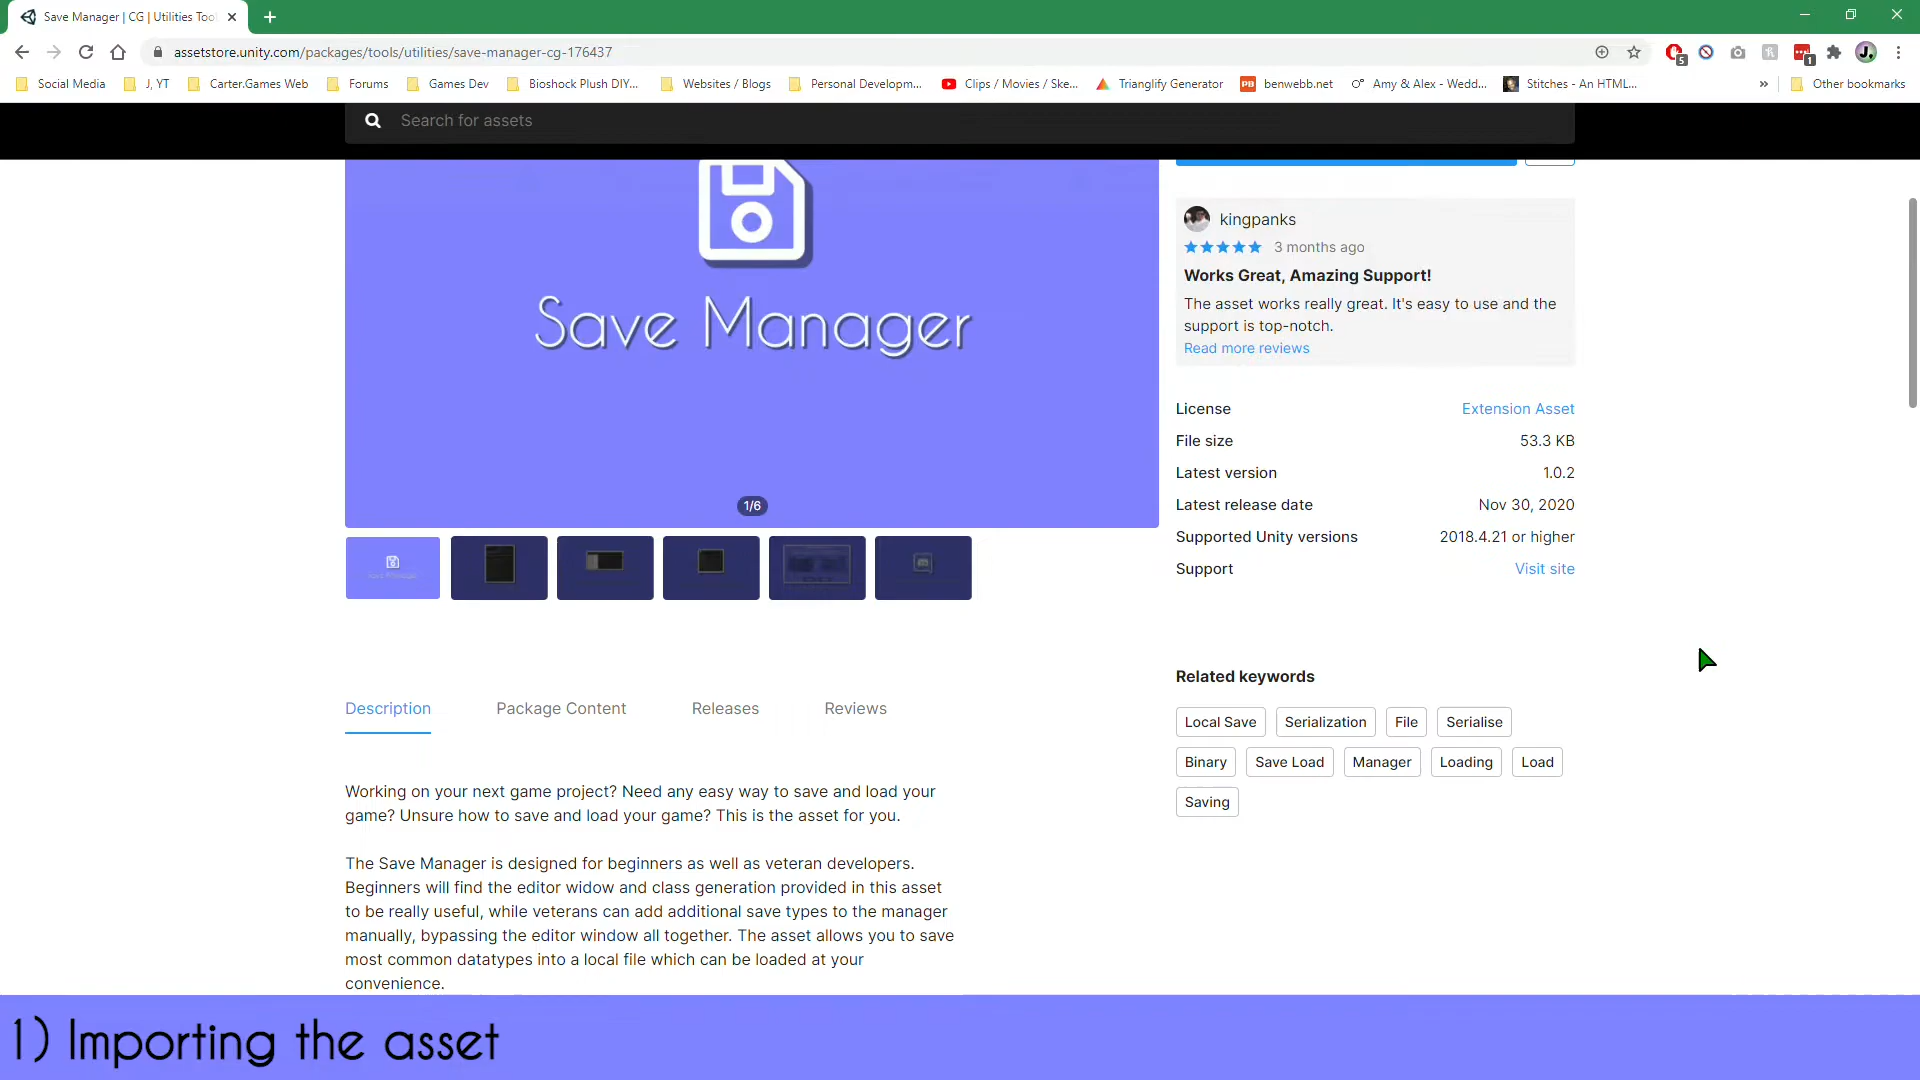 Save Manager | CG | Utilities Too
assetstore.unity.com/packages/tools/utilities/save-manager-cg-176437
5
1
J.
Social Media
J, YT
Carter.Games Web
Forums
Games Dev
Bioshock Plush DIY...
Websites / Blogs
Personal Developm...
Clips / Movies / Ske...
Trianglify Generator
PB
benwebb.net
Amy & Alex - Wedd...
Stitches - An HTML...
»
Other bookmarks
Search for assets
Save Manager
1/6
kingpanks
3 months ago
Works Great, Amazing Support!
The asset works really great. It's easy to use and the
support is top-notch.
Read more reviews
License Extension Asset
File size 53.3 KB
Latest version 1.0.2
Latest release date Nov 30, 2020
Supported Unity versions 2018.4.21 or higher
Support Visit site
Related keywords
Local Save Serialization File Serialise
Binary Save Load Manager Loading Load
Saving
Description Package Content Releases Reviews
Working on your next game project? Need any easy way to save and load your
game? Unsure how to save and load your game? This is the asset for you.
The Save Manager is designed for beginners as well as veteran developers.
Beginners will find the editor widow and class generation provided in this asset
to be really useful, while veterans can add additional save types to the manager
manually, bypassing the editor window all together. The asset allows you to save
most common datatypes into a local file which can be loaded at your
convenience.
1) Importing the asset